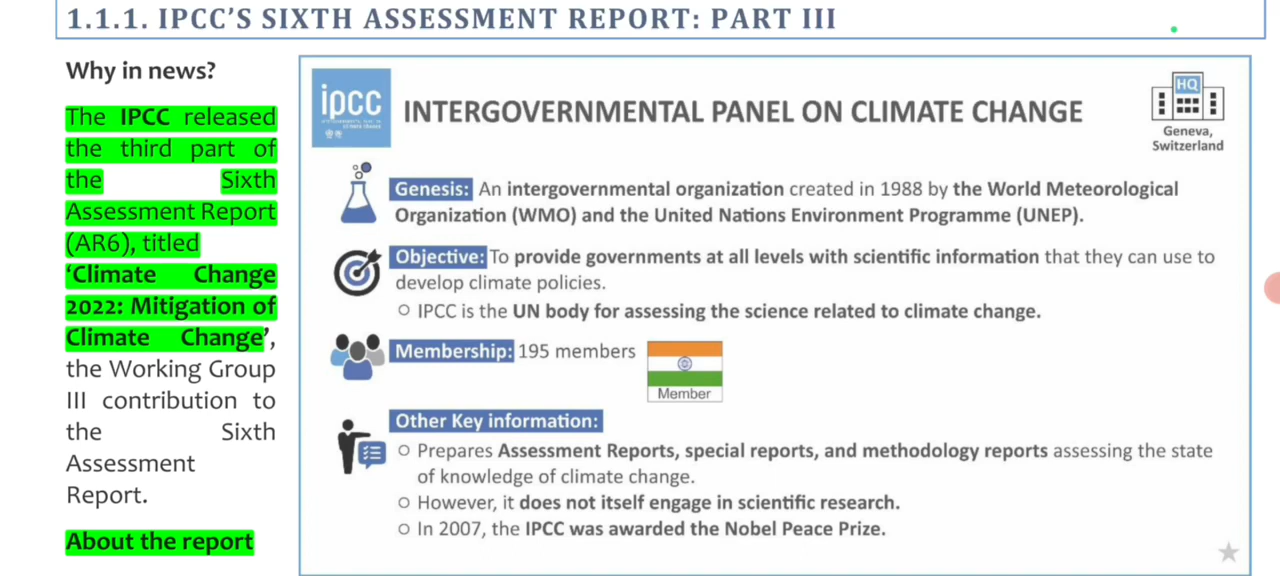 1.1.1. IPCC'S SIXTH ASSESSMENT REPORT: PART III
Why in news?
The IPCC released
the third part of
the Sixth
Assessment Report
(AR6), titled
‘Climate Change
2022: Mitigation of
Climate Change’,
the Working Group
III contribution to
the Sixth
Assessment
Report.
About the report
ipcc
INTERGOVERNMENTAL PANEL ON CLIMATE CHANGE
HQ
Geneva,
Switzerland
Genesis: An intergovernmental organization created in 1988 by the World Meteorological
Organization (WMO) and the United Nations Environment Programme (UNEP).
Objective: To provide governments at all levels with scientific information that they can use to
develop climate policies.
○ IPCC is the UN body for assessing the science related to climate change.
Membership: 195 members
Member
Other Key information:
○ Prepares Assessment Reports, special reports, and methodology reports assessing the state
of knowledge of climate change.
○ However, it does not itself engage in scientific research.
○ In 2007, the IPCC was awarded the Nobel Peace Prize.